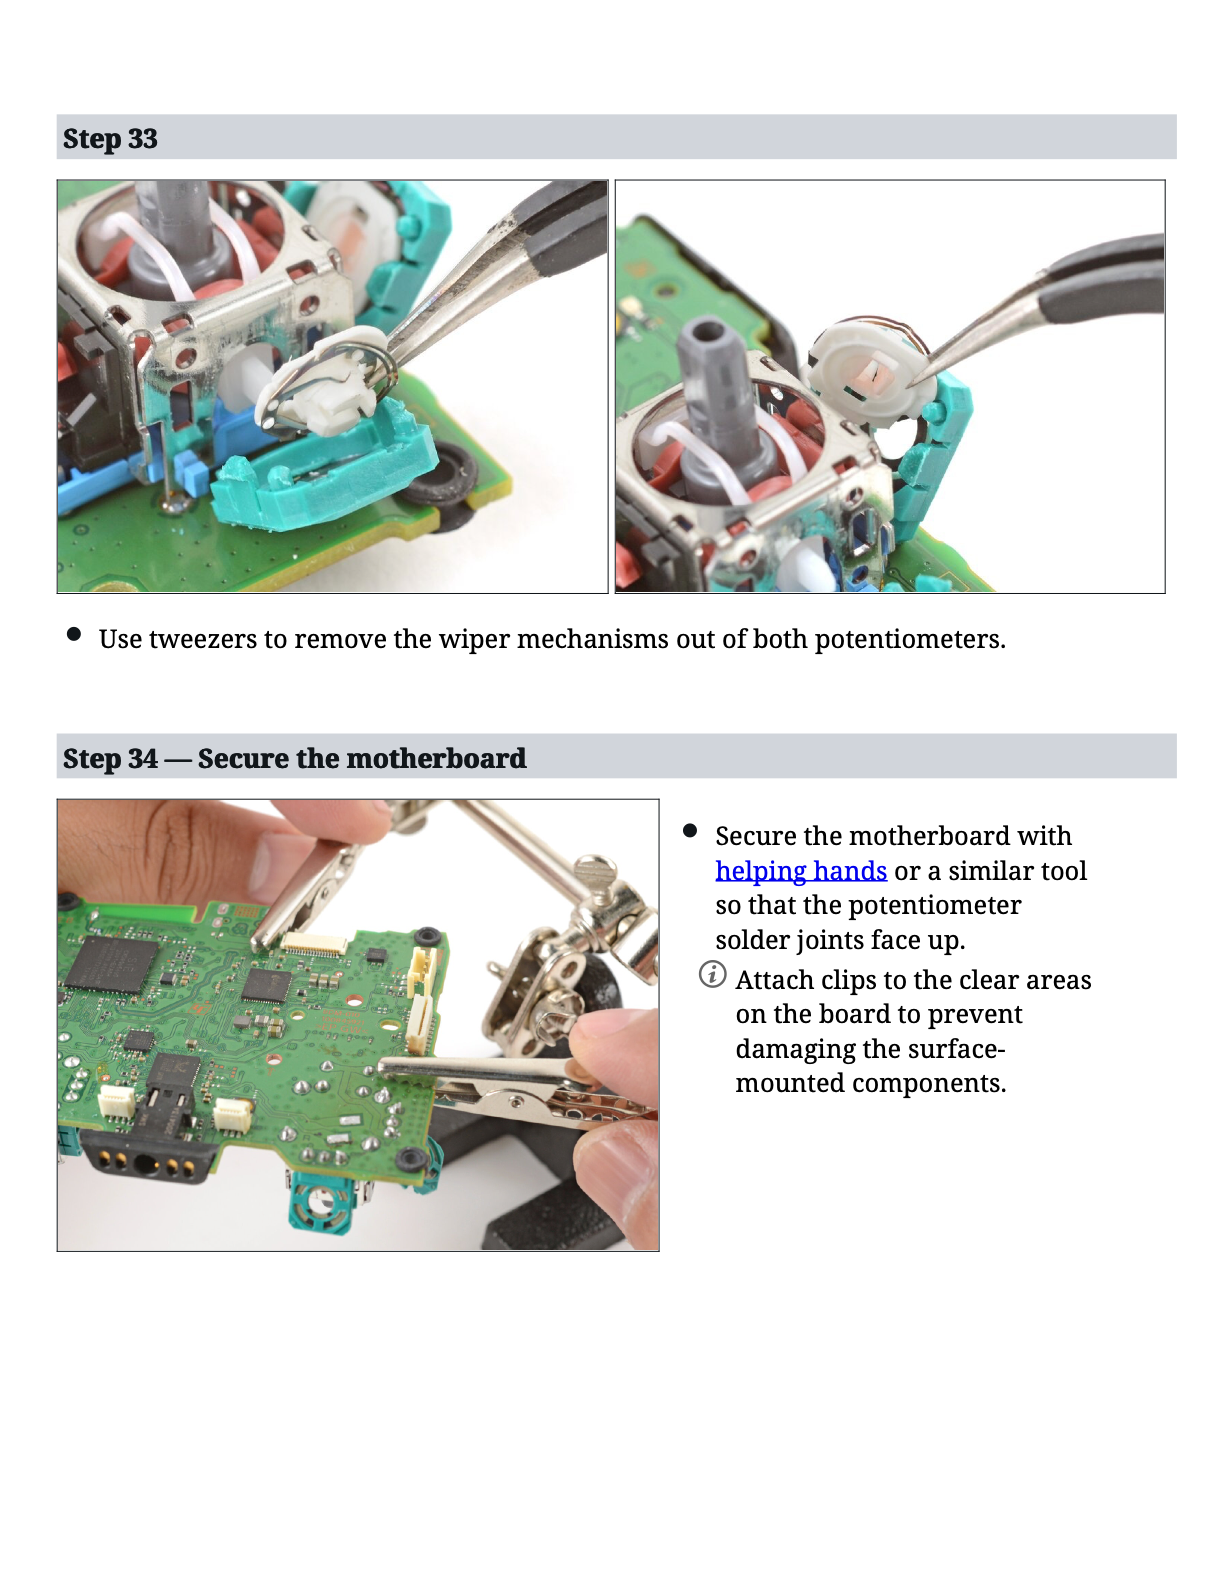 Step 33
Use tweezers to remove the wiper mechanisms out of both potentiometers.
Step 34 — Secure the motherboard
Secure the motherboard with
helping hands or a similar tool
so that the potentiometer
solder joints face up.
Attach clips to the clear areas
on the board to prevent
damaging the surface-
mounted components.